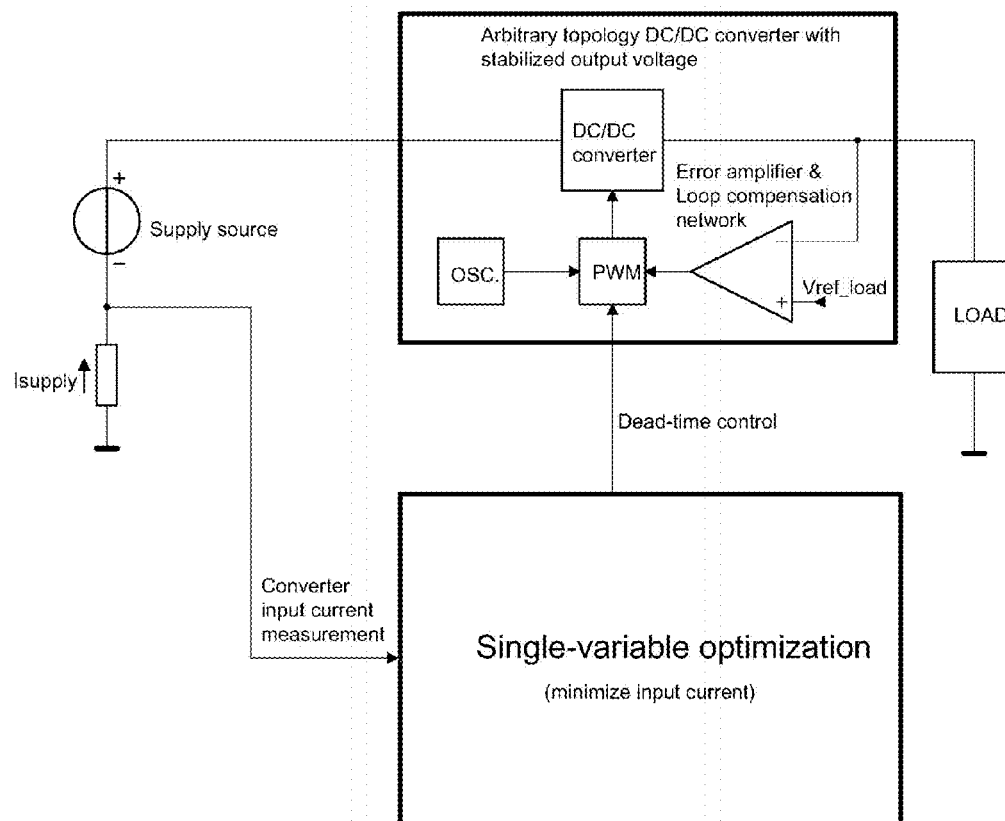 Arbitrary topology DC/DC converter with
stabilized output voltage
DC/DC
converter
Error amplifier &
Loop compensation
network
+
Supply source
−
−
OSC.
PWM
Vref_load
+
LOAD
Isupply
Dead-time control
Converter
input current
measurement
Single-variable optimization
(minimize input current)